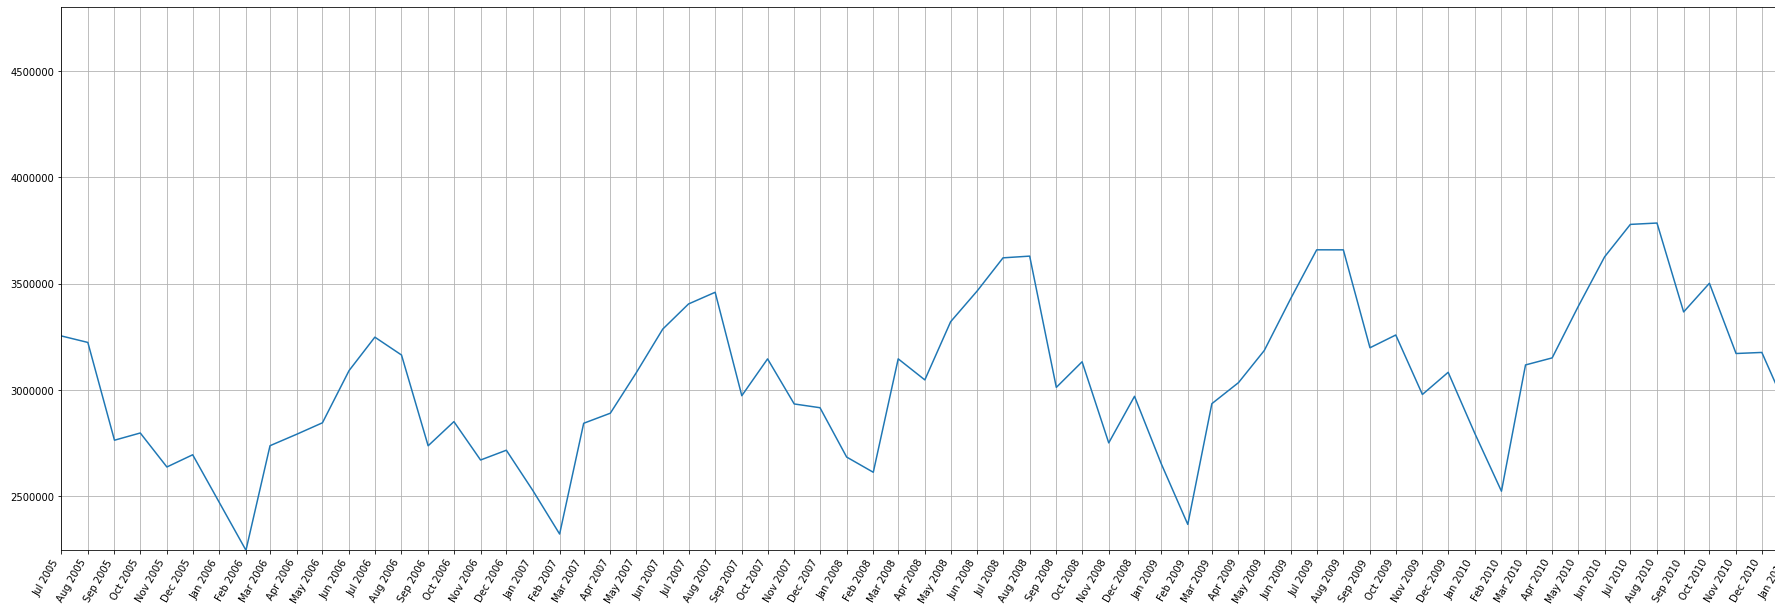 4500000
4000000
3500000
3000000
2500000
Jul 2005
Aug 2005
Sep 2005
Oct 2005
Nov 2005
Dec 2005
Jan 2006
Feb 2006
Mar 2006
Apr 2006
May 2006
Jun 2006
Jul 2006
Aug 2006
Sep 2006
Oct 2006
Nov 2006
Dec 2006
Jan 2007
Feb 2007
Mar 2007
Apr 2007
May 2007
Jun 2007
Jul 2007
Aug 2007
Sep 2007
Oct 2007
Nov 2007
Dec 2007
Jan 2008
Feb 2008
Mar 2008
Apr 2008
May 2008
Jun 2008
Jul 2008
Aug 2008
Sep 2008
Oct 2008
Nov 2008
Dec 2008
Jan 2009
Feb 2009
Mar 2009
Apr 2009
May 2009
Jun 2009
Jul 2009
Aug 2009
Sep 2009
Oct 2009
Nov 2009
Dec 2009
Jan 2010
Feb 2010
Mar 2010
Apr 2010
May 2010
Jun 2010
Jul 2010
Aug 2010
Sep 2010
Oct 2010
Nov 2010
Dec 2010
Jan